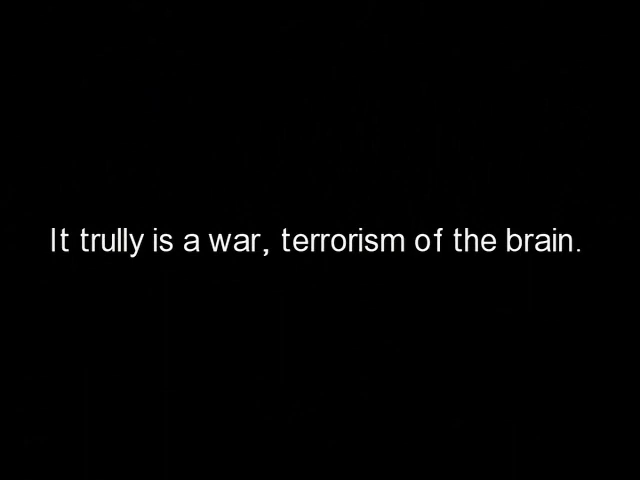 It trully is a war, terrorism of the brain.